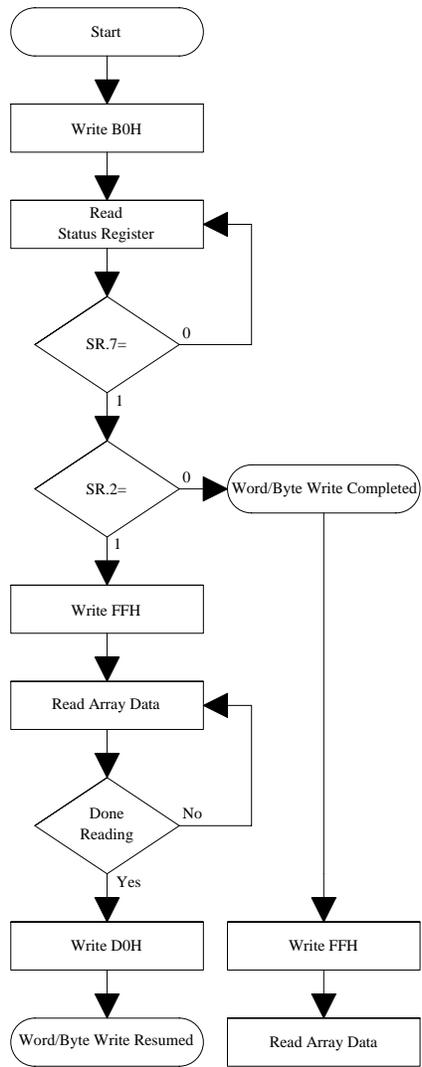 Start
Write B0H
Read
Status Register
SR.7=
0
1
SR.2=
0
Word/Byte Write Completed
1
Write FFH
Read Array Data
Done
Reading
No
Yes
Write D0H
Write FFH
Word/Byte Write Resumed
Read Array Data